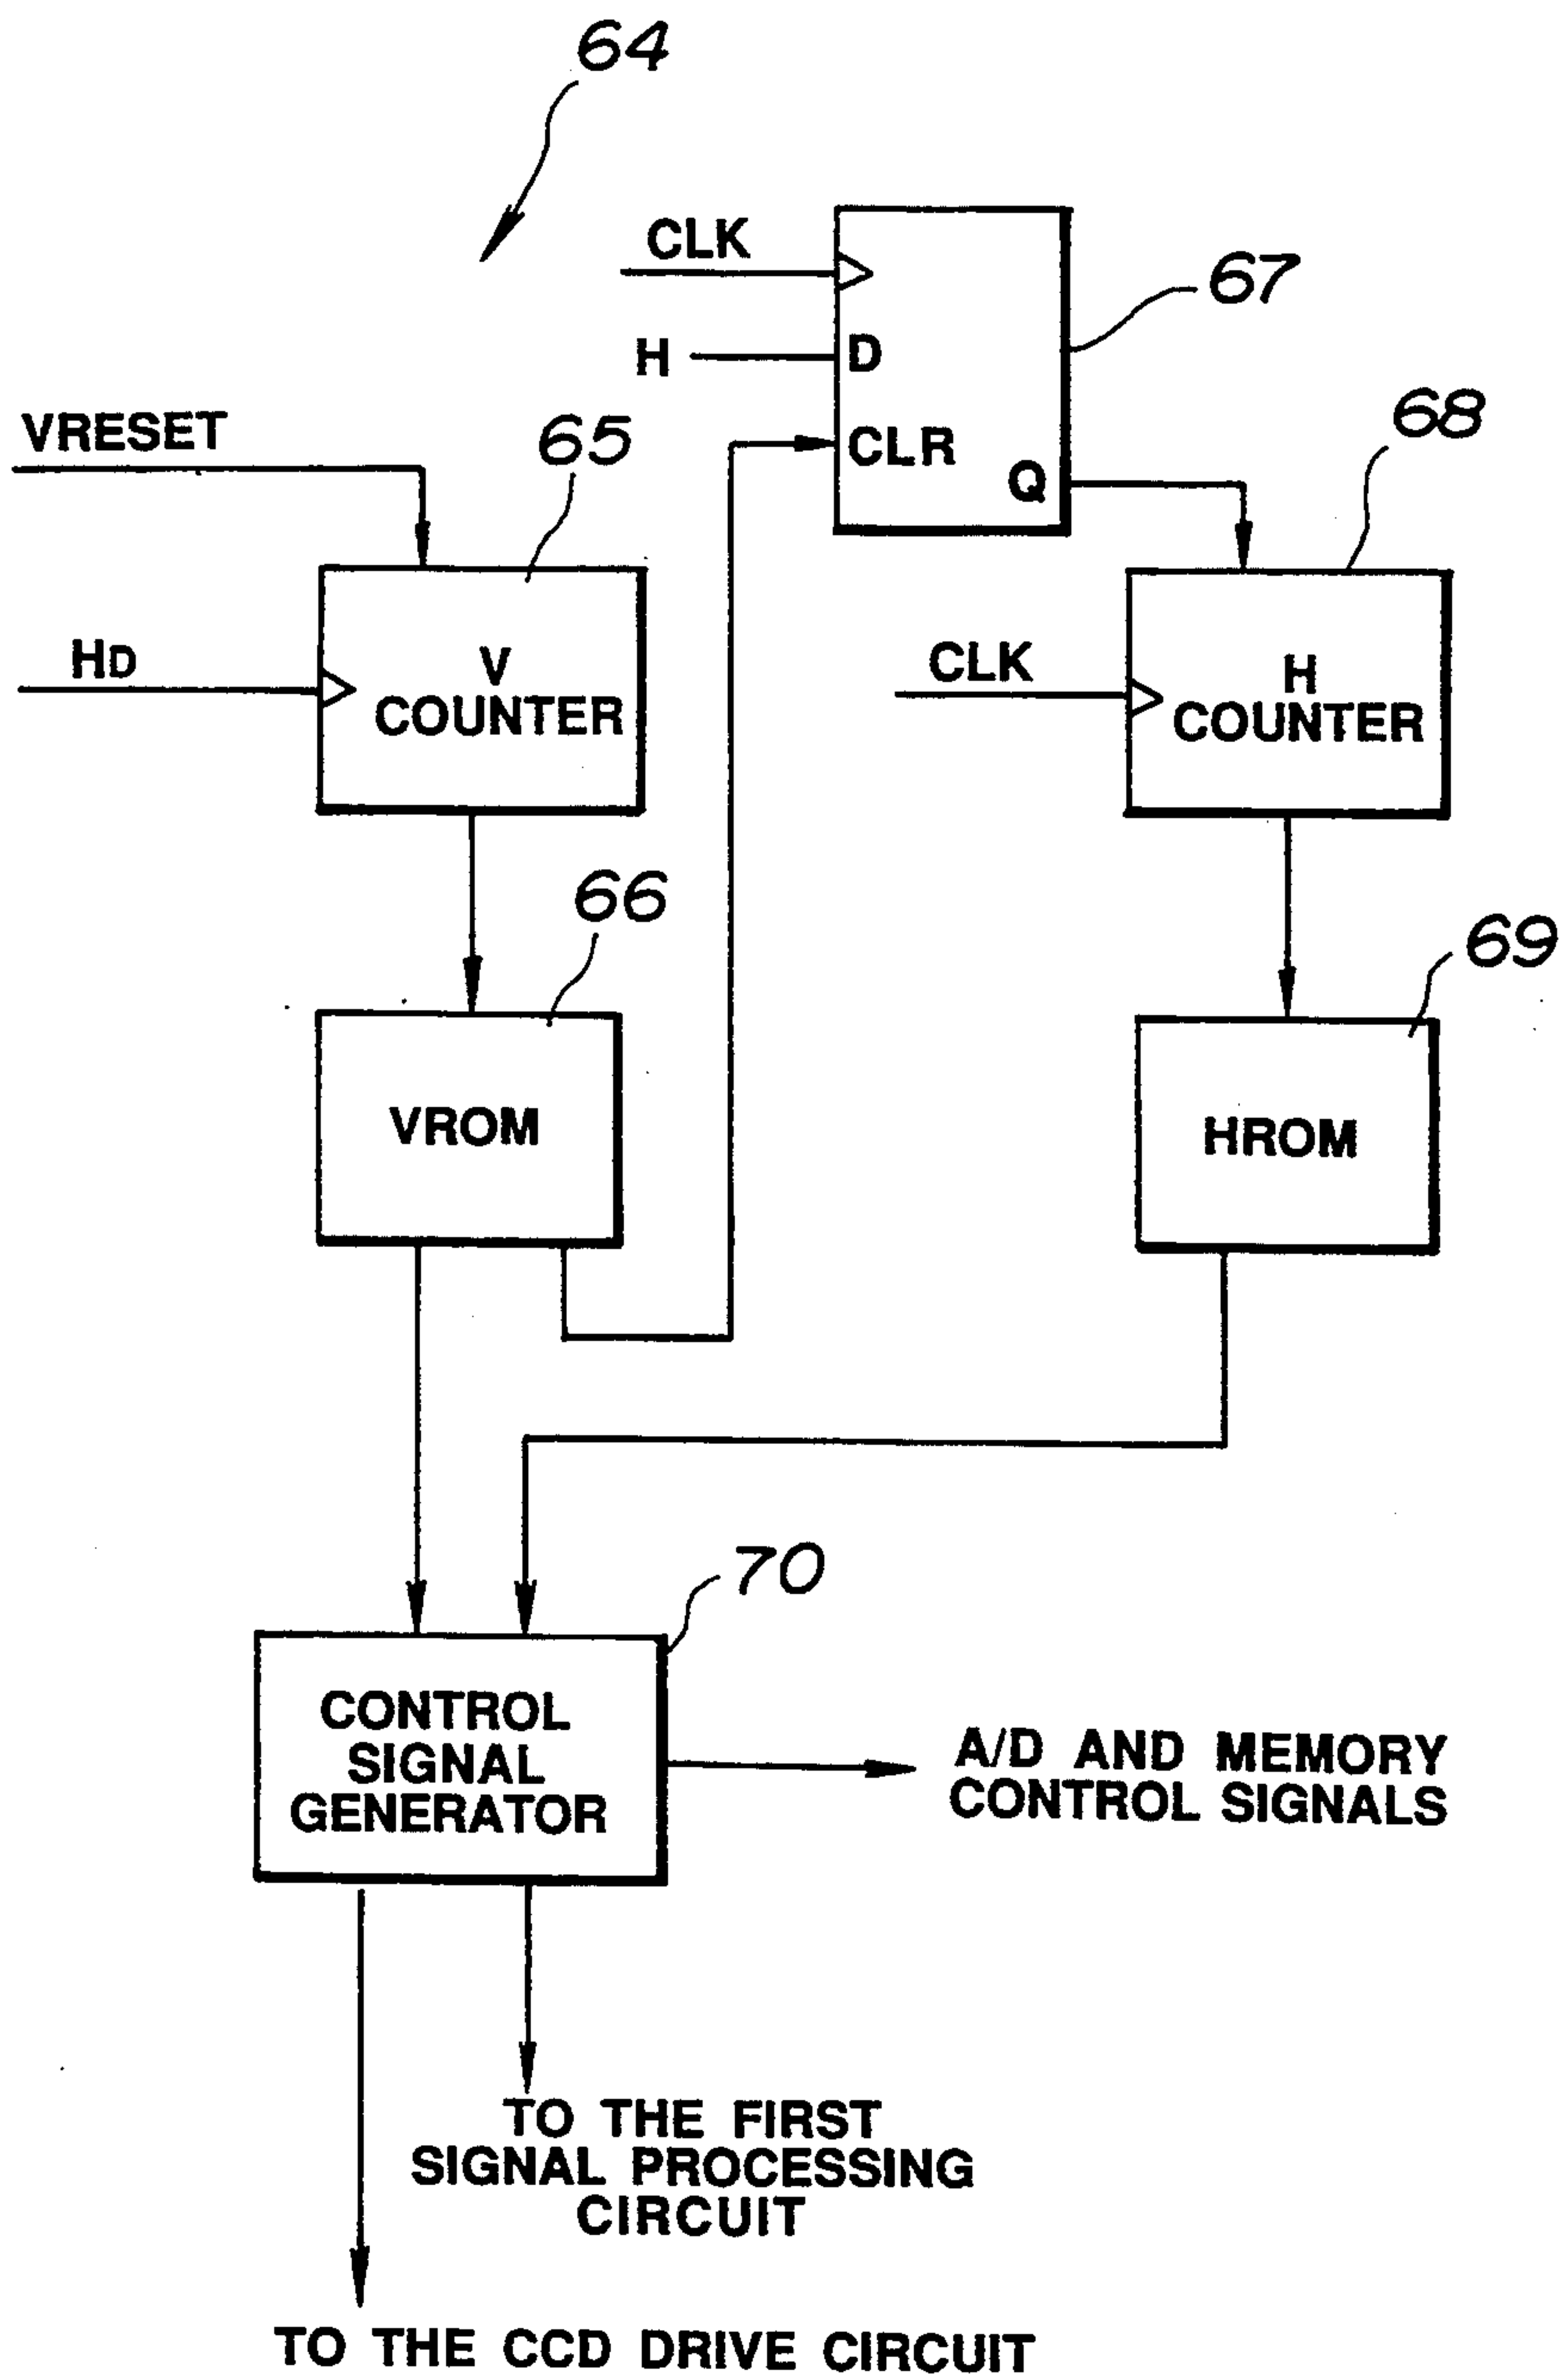 64
CLK
67
H
D
68
VRESET
65
CLR
Q
HD
V
COUNTER
CLK
H
COUNTER
66
69
VROM
HROM
70
CONTROL
SIGNAL
GENERATOR
A/D AND MEMORY
CONTROL SIGNALS
TO THE FIRST
SIGNAL PROCESSING
CIRCUIT
TO THE CCD DRIVE CIRCUIT